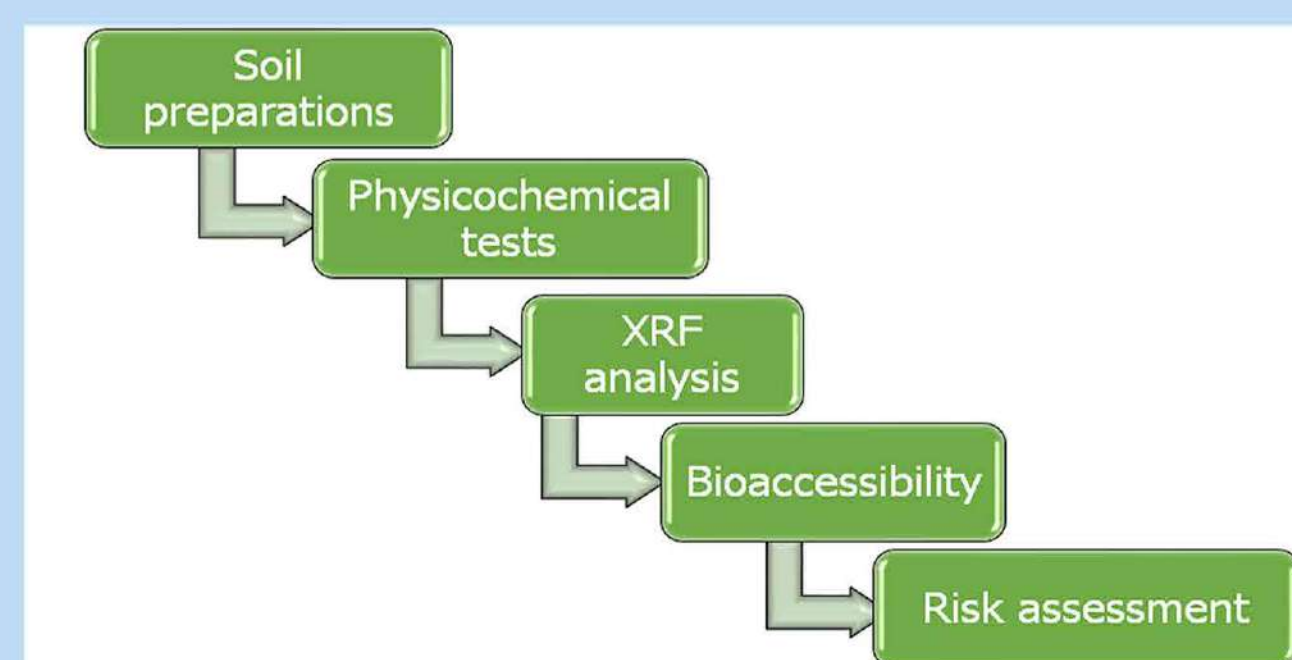 Soil
preparations
Physicochemical
tests
XRF
analysis
Bioaccessibility
Risk assessment